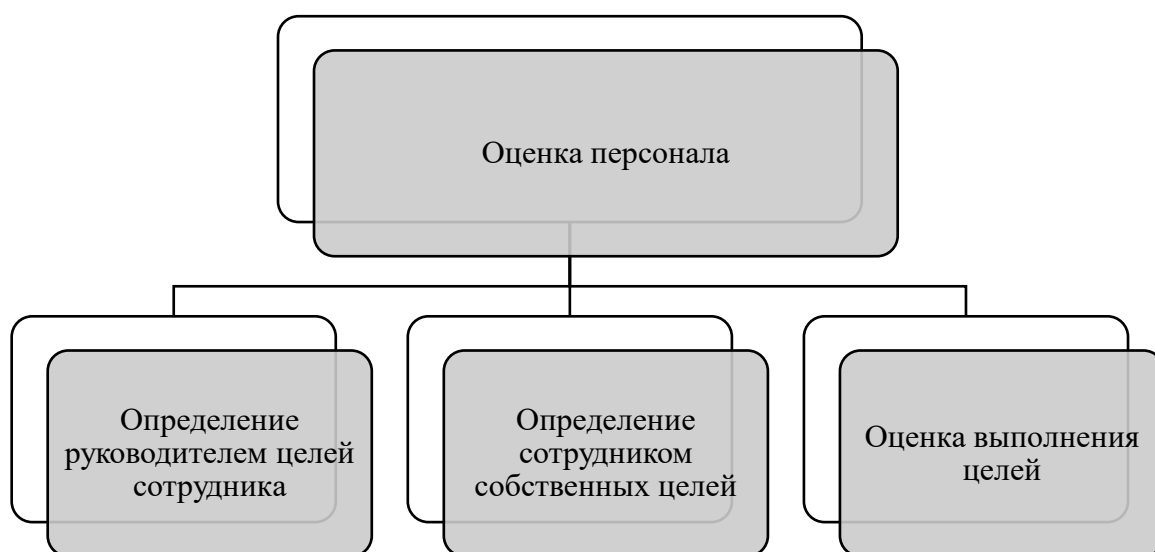 Оценка персонала
Определение
руководителем целей
сотрудника
Определение
сотрудником
собственных целей
Оценка выполнения
целей